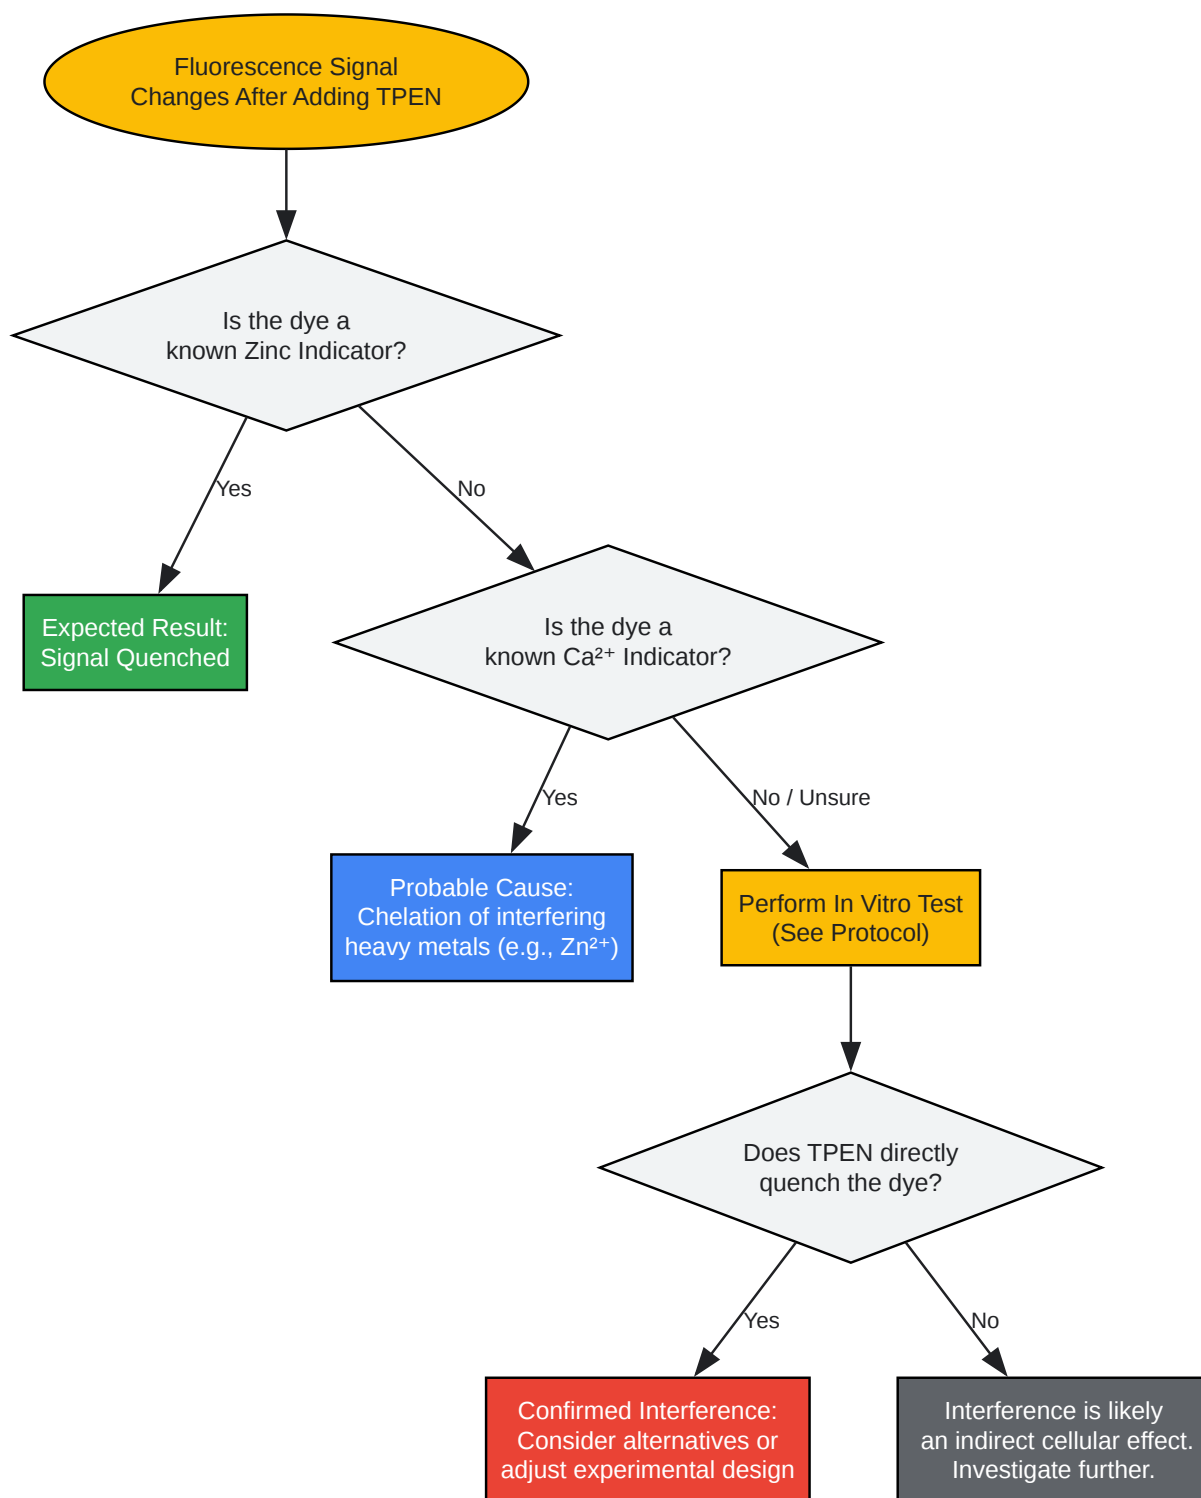 Fluorescence Signal
Changes After Adding TPEN
Is the dye a
known Zinc Indicator?
Yes
No
Expected Result:
Signal Quenched
Is the dye a
known Ca²⁺ Indicator?
Yes
No / Unsure
Probable Cause:
Chelation of interfering
heavy metals (e.g., Zn²⁺)
Perform In Vitro Test
(See Protocol)
Does TPEN directly
quench the dye?
Yes
No
Confirmed Interference:
Consider alternatives or
adjust experimental design
Interference is likely
an indirect cellular effect.
Investigate further.